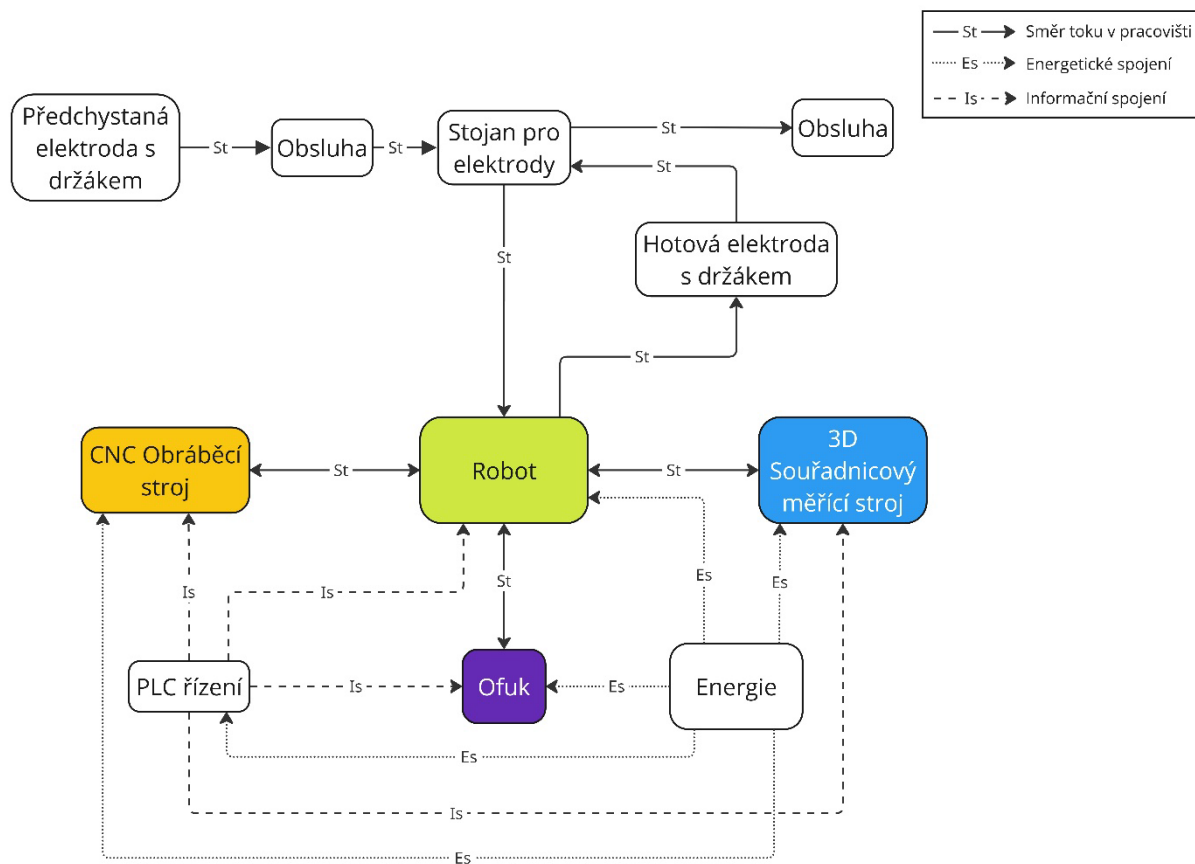 St Směr toku v pracovišti
Es Energetické spojení
Is Informační spojení
Předchystaná
elektroda s
držákem
St
Obsluha
St
Stojan pro
elektrody
St
Obsluha
St
Hotová elektroda
s držákem
St
St
CNC Obráběcí
stroj
St
Robot
St
3D
Souřadnicový
měřící stroj
St
Es
Es
Is
Is
PLC řízení
Is
Ofuk
Es
Energie
Es
Is
Es